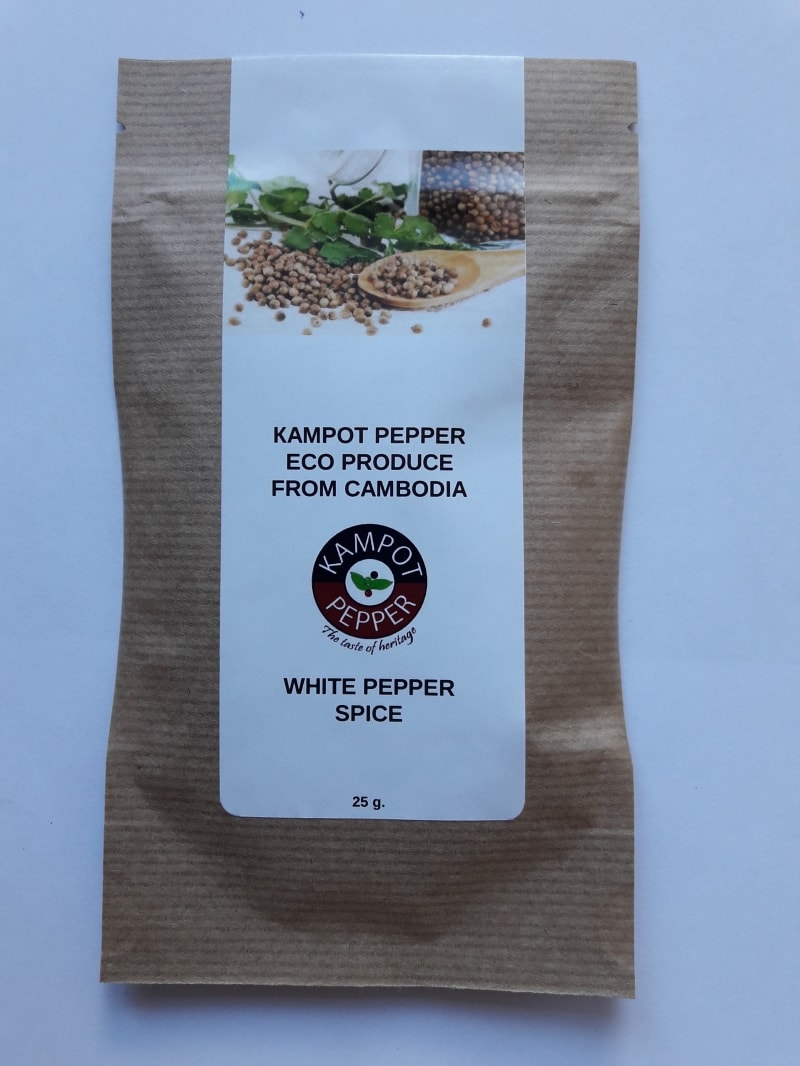 KAMPOT PEPPER
ECO PRODUCE
FROM CAMBODIA
KAMPOT
PEPPER
The taste of heritage
WHITE PEPPER
SPICE
25 g.